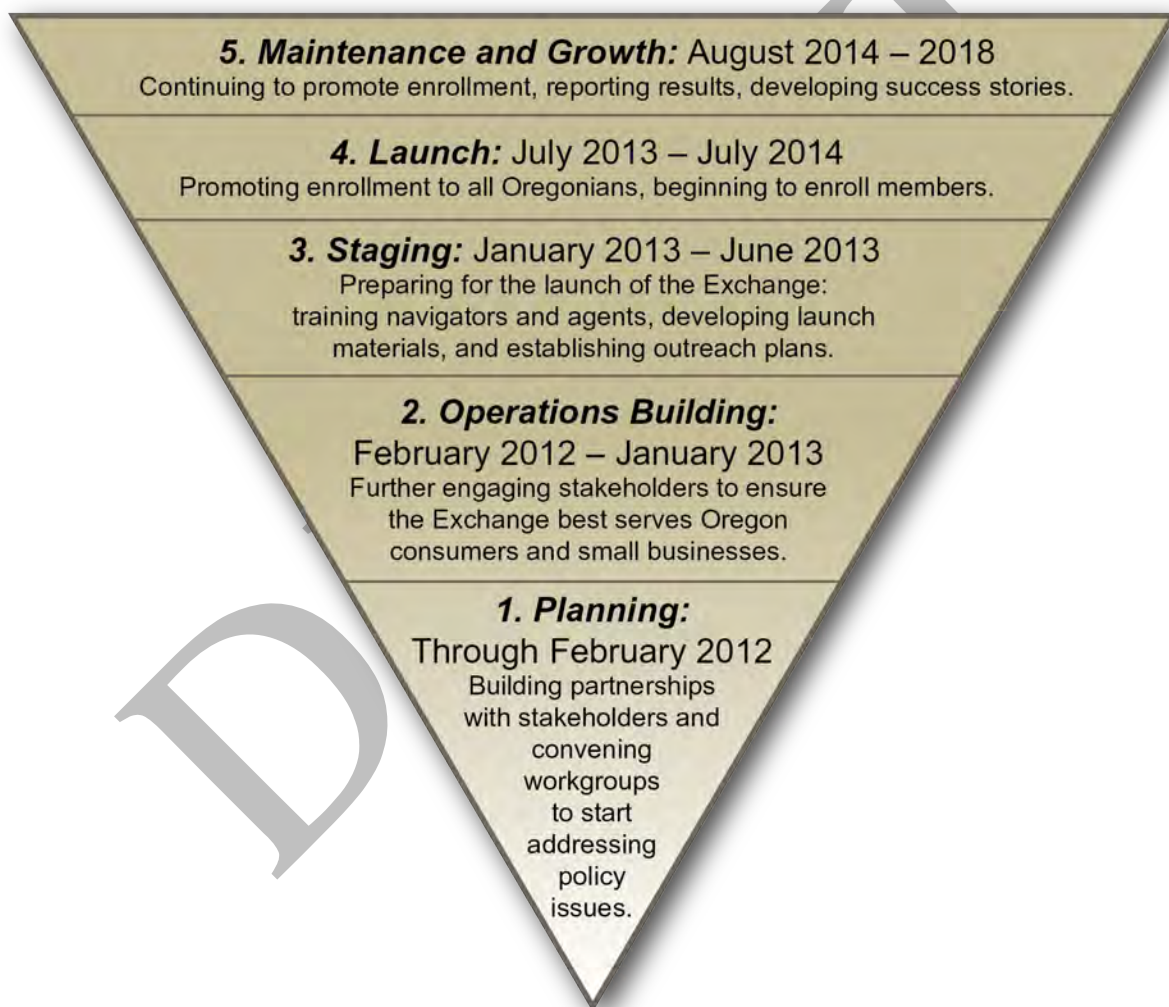 5. Maintenance and Growth: August 2014 – 2018
Continuing to promote enrollment, reporting results, developing success stories.
4. Launch: July 2013 – July 2014
Promoting enrollment to all Oregonians, beginning to enroll members.
3. Staging: January 2013 – June 2013
Preparing for the launch of the Exchange:
training navigators and agents, developing launch
materials, and establishing outreach plans.
2. Operations Building:
February 2012 – January 2013
Further engaging stakeholders to ensure
the Exchange best serves Oregon
consumers and small businesses.
1. Planning:
Through February 2012
Building partnerships
with stakeholders and
convening
workgroups
to start
addressing
policy
issues.
D